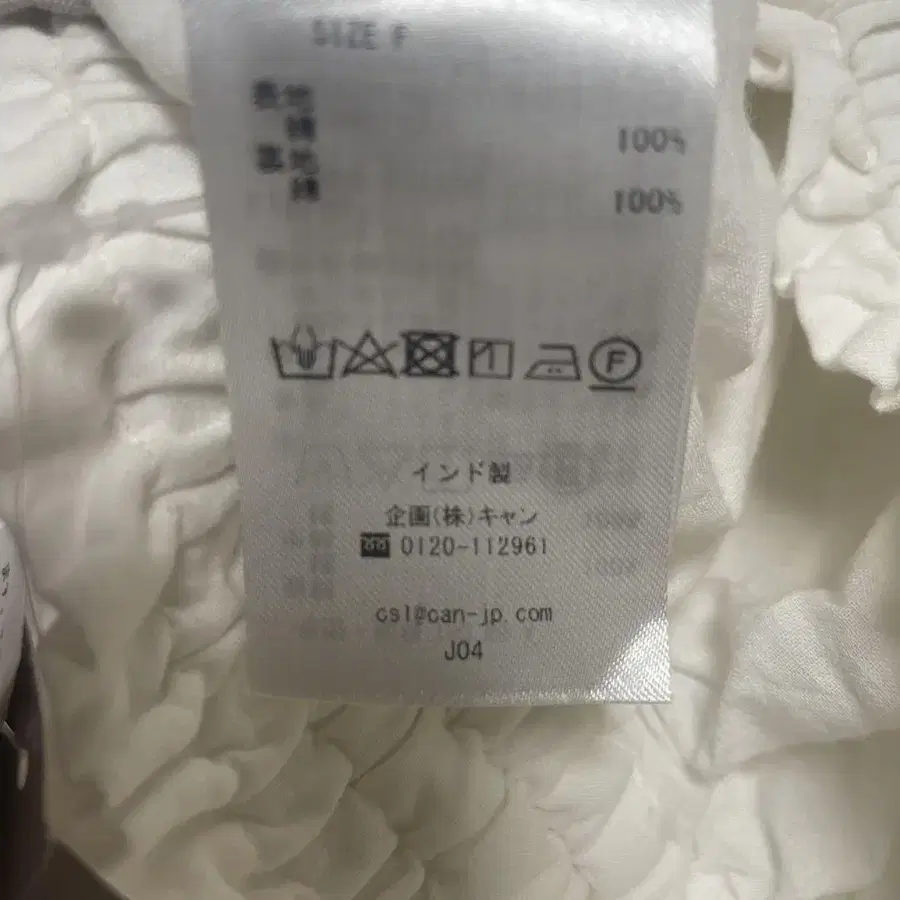 SIZE F
表地
綿 100%
裏地
綿 100%
F
インド製
企画(株)キャン
0120-112961
csl@can-jp.com
J04